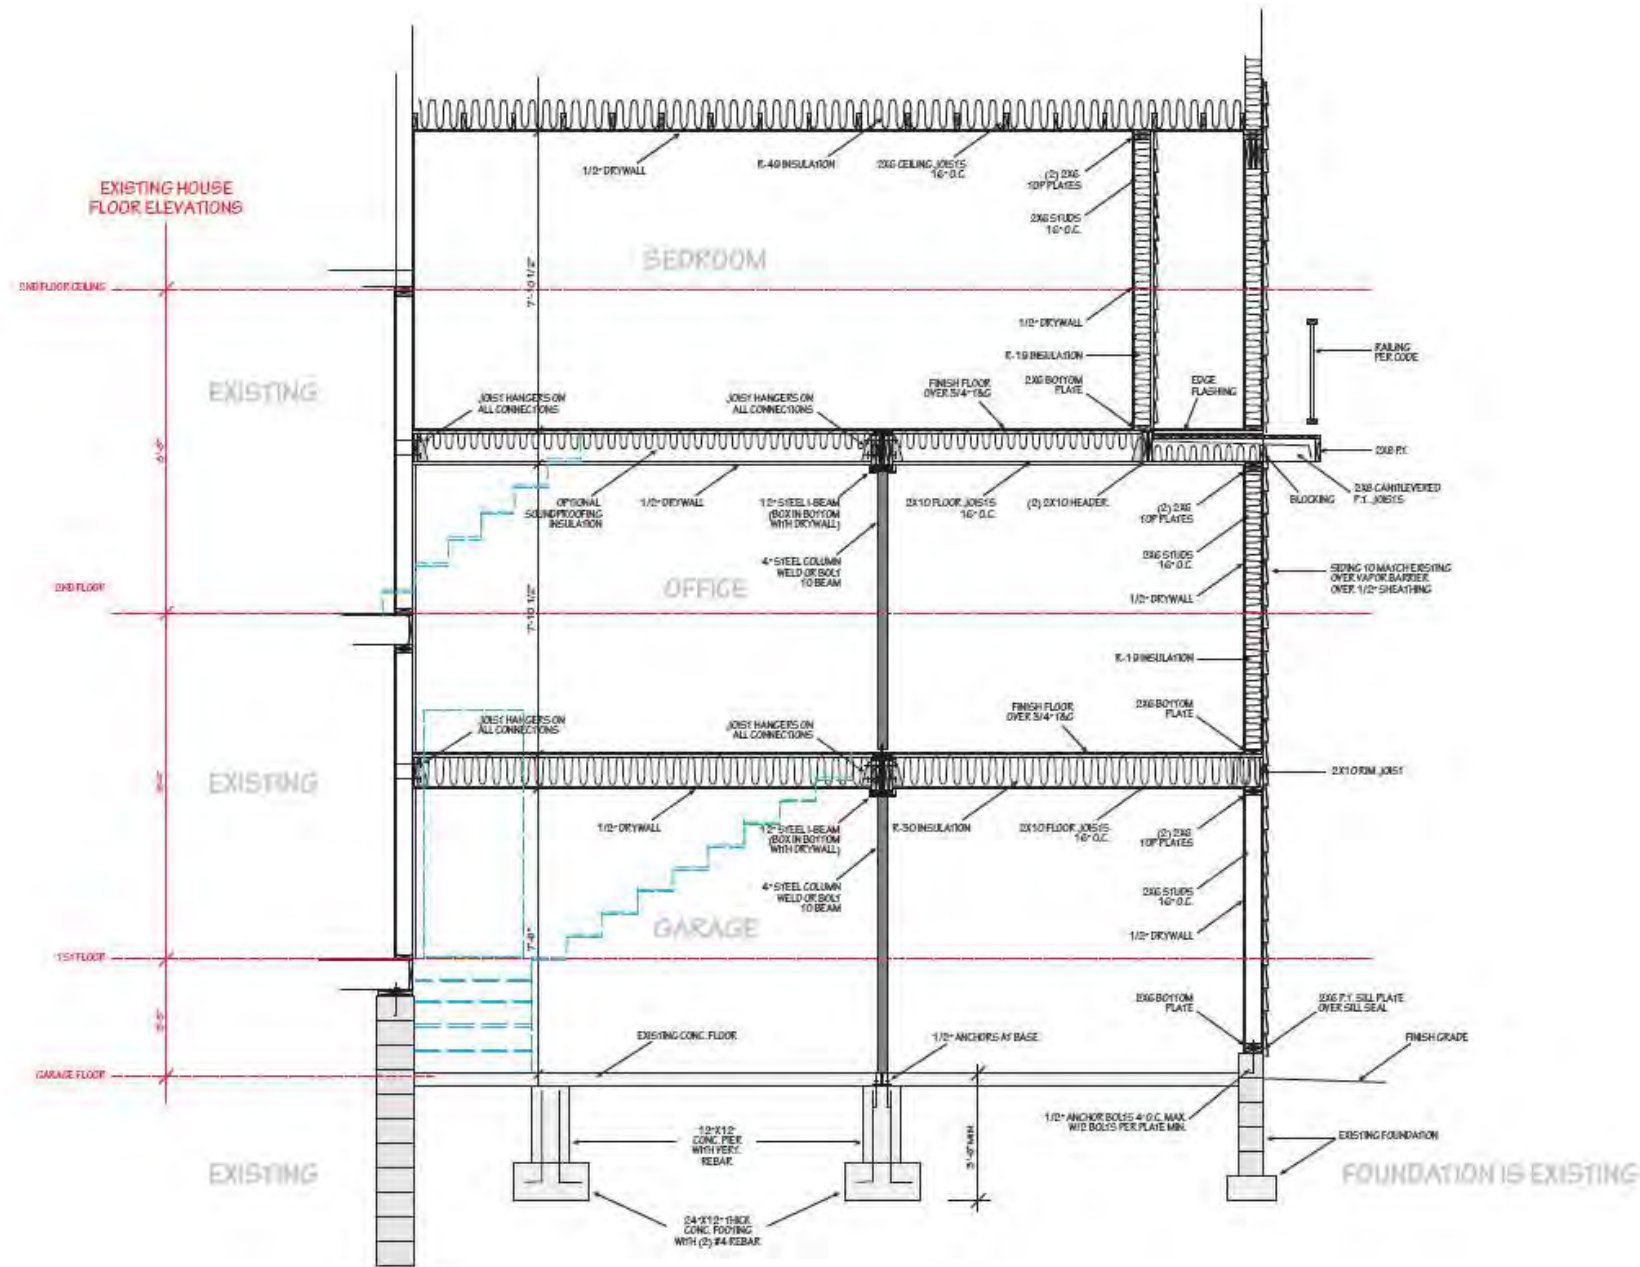 1/2" DRYWALL
R-49 INSULATION
2X6 CEILING JOISTS
16" O.C.
(2) 2X6
TOP PLATES
EXISTING HOUSE
FLOOR ELEVATIONS
2X6 STUDS
16" O.C.
BEDROOM
7'-10 1/2"
2ND FLOOR CEILING
1/2" DRYWALL
RAILING
PER CODE
R-19 INSULATION
EXISTING
JOIST HANGERS ON
ALL CONNECTIONS
JOIST HANGERS ON
ALL CONNECTIONS
FINISH FLOOR
OVER 3/4" T&G
2X6 BOTTOM
PLATE
EDGE
FLASHING
2X8 P.T.
OPTIONAL
SOUNDPROOFING
INSULATION
1/2" DRYWALL
12" STEEL I-BEAM
(BOX IN BOTTOM
WITH DRYWALL)
2X10 FLOOR JOISTS
16" O.C.
(2) 2X10 HEADER
(2) 2X6
TOP PLATES
BLOCKING
2X8 CANTILEVERED
P.T. JOISTS
4" STEEL COLUMN
WELD OR BOLT
TO BEAM
2X6 STUDS
16" O.C.
SIDING TO MATCH EXISTING
OVER VAPOR BARRIER
OVER 1/2" SHEATHING
2ND FLOOR
OFFICE
7'-10 1/2"
1/2" DRYWALL
R-19 INSULATION
JOIST HANGERS ON
ALL CONNECTIONS
JOIST HANGERS ON
ALL CONNECTIONS
FINISH FLOOR
OVER 3/4" T&G
2X6 BOTTOM
PLATE
EXISTING
2X10 RIM JOIST
1/2" DRYWALL
12" STEEL I-BEAM
(BOX IN BOTTOM
WITH DRYWALL)
R-30 INSULATION
2X10 FLOOR JOISTS
16" O.C.
(2) 2X6
TOP PLATES
4" STEEL COLUMN
WELD OR BOLT
TO BEAM
2X6 STUDS
16" O.C.
GARAGE
1/2" DRYWALL
1ST FLOOR
2X6 BOTTOM
PLATE
2X6 P.T. SILL PLATE
OVER SILL SEAL
EXISTING CONC. FLOOR
1/2" ANCHORS AT BASE
FINISH GRADE
GARAGE FLOOR
12"X12"
CONC. PIER
WITH VERT.
REBAR
1/2" ANCHOR BOLTS 4' O.C. MAX.
W/2 BOLTS PER PLATE MIN.
EXISTING FOUNDATION
EXISTING
FOUNDATION IS EXISTING
24"X12" THICK
CONC. FOOTING
WITH (2) #4 REBAR